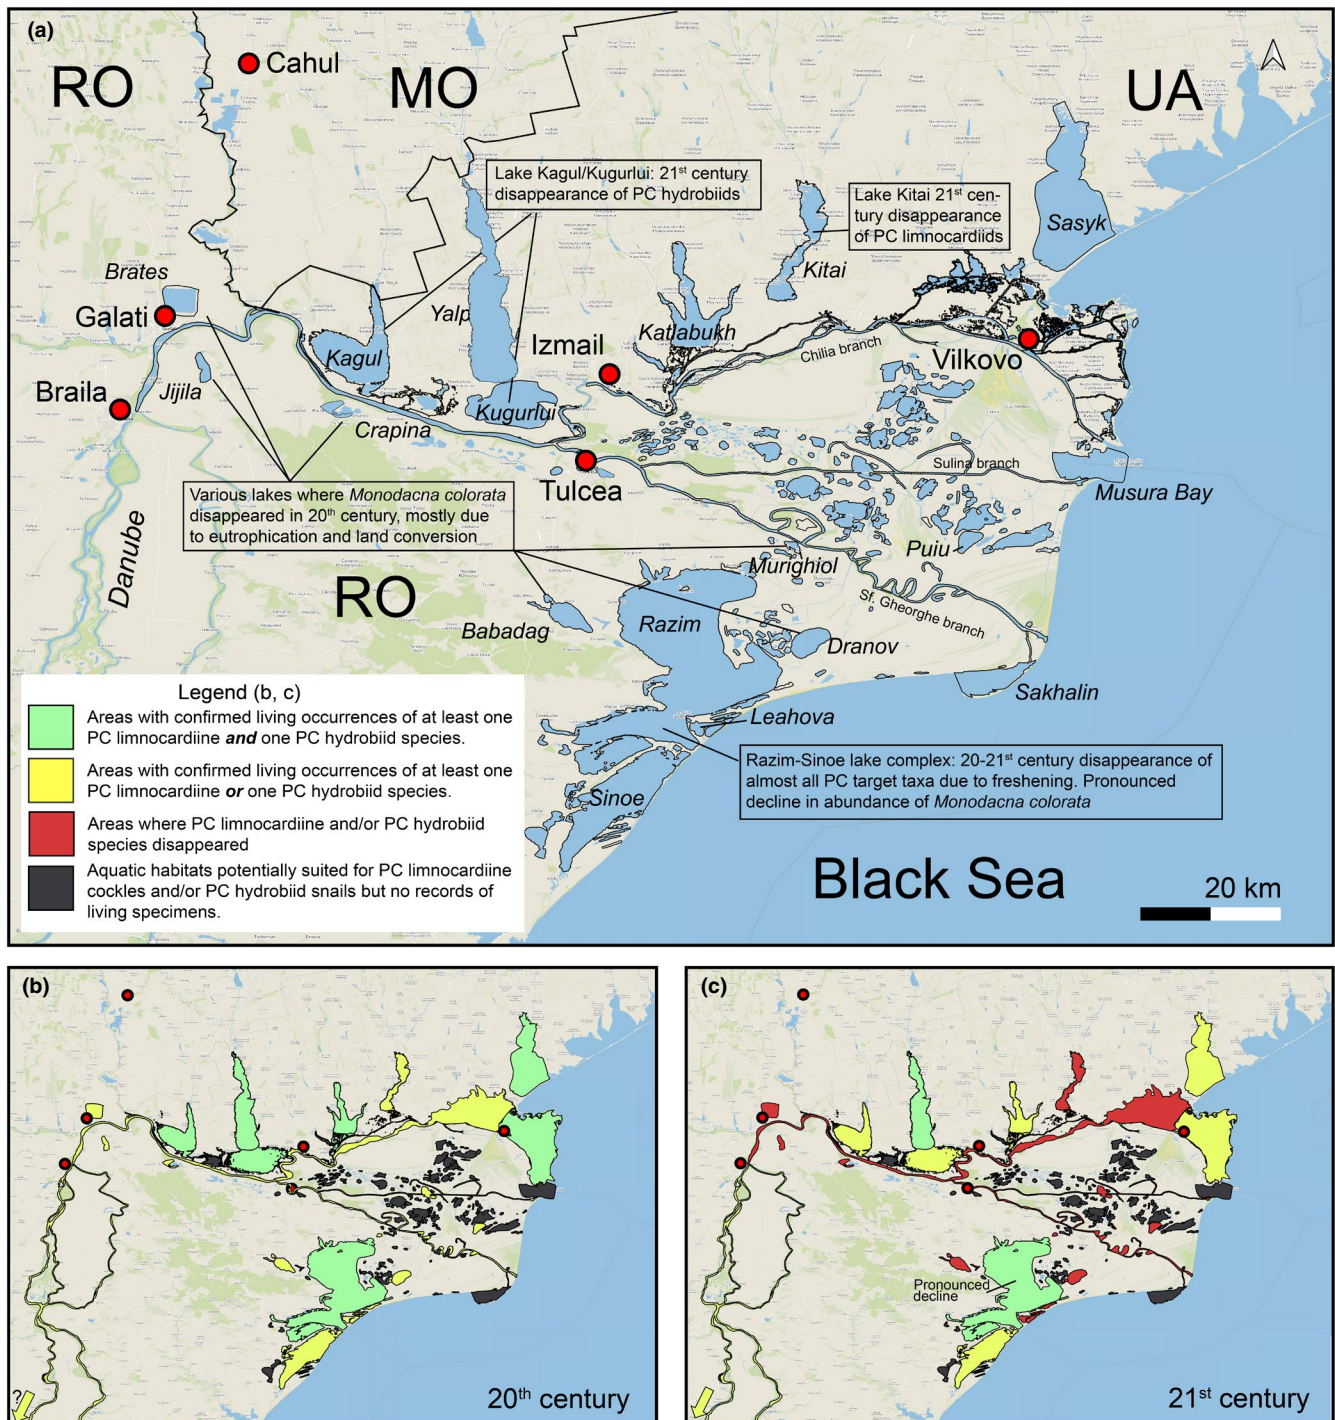 (a)
RO
Cahul
MO
UA
Lake Kagul/Kugurlui: 21st century
disappearance of PC hydrobiids
Lake Kitai 21st cen-
tury disappearance
of PC limnocardiids
Sasyk
Brates
Kitai
Galati
Yalp
Izmail
Katlabukh
Kagul
Chilia branch
Vilkovo
Braila
Jijila
Kugurlui
Crapina
Sulina branch
Tulcea
Musura Bay
Various lakes where Monodacna colorata
disappeared in 20th century, mostly due
to eutrophication and land conversion
Danube
Puiu
Murighiol
RO
Sf. Gheorghe branch
Babadag
Razim
Dranov
Sakhalin
Leahova
Legend (b, c)
Areas with confirmed living occurrences of at least one
PC limnocardiine and one PC hydrobiid species.
Areas with confirmed living occurrences of at least one
PC limnocardiine or one PC hydrobiid species.
Areas where PC limnocardiine and/or PC hydrobiid
species disappeared
Aquatic habitats potentially suited for PC limnocardiine
cockles and/or PC hydrobiid snails but no records of
living specimens.
Razim-Sinoe lake complex: 20-21st century disappearance of
almost all PC target taxa due to freshening. Pronounced
decline in abundance of Monodacna colorata
Sinoe
Black Sea
20 km
(b)
?
20th century
(c)
Pronounced
decline
21st century